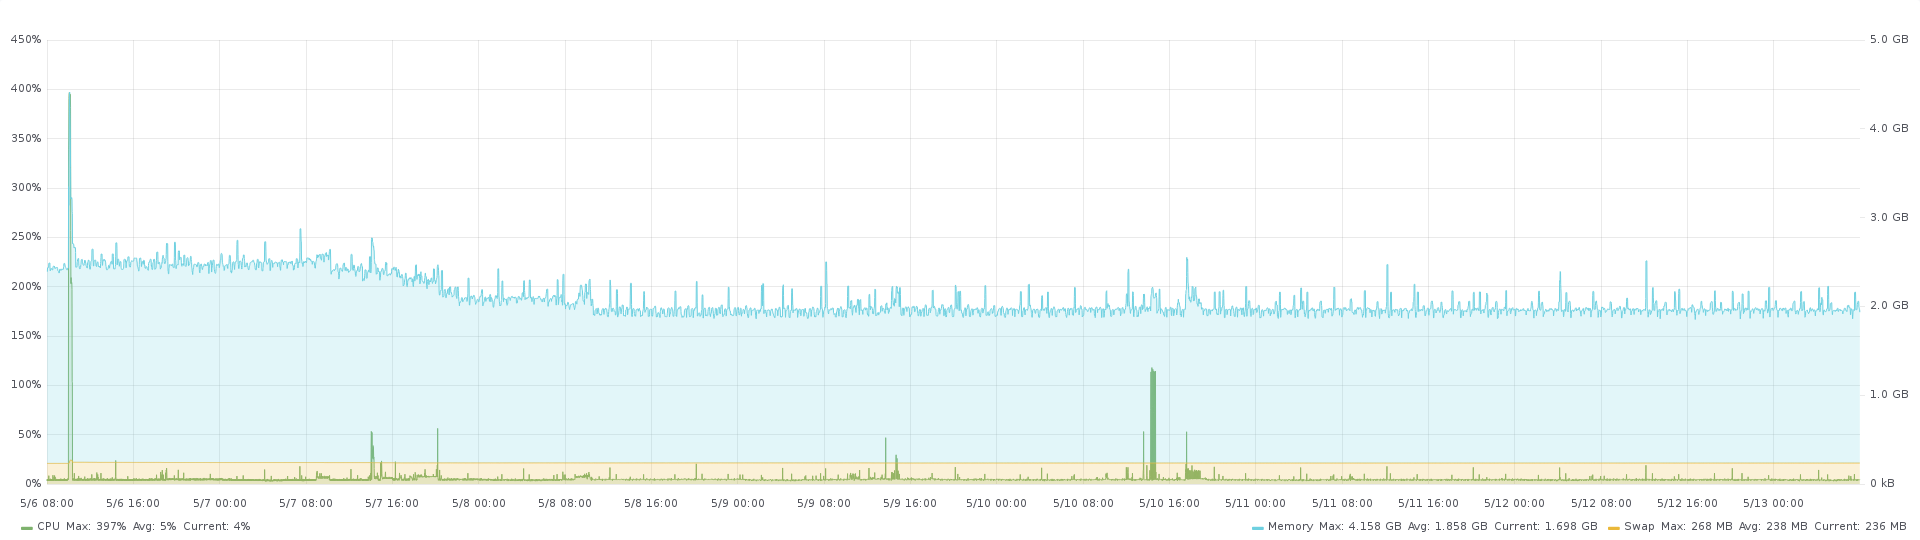 450% 5.0 GB
400%
4.0 GB
350%
300%
3.0 GB
250%
200%
2.0 GB
150%
100%
1.0 GB
50%
0% 0 kB
5/6 08:00 5/6 16:00 5/7 00:00 5/7 08:00 5/7 16:00 5/8 00:00 5/8 08:00 5/8 16:00 5/9 00:00 5/9 08:00 5/9 16:00 5/10 00:00 5/10 08:00 5/10 16:00 5/11 00:00 5/11 08:00 5/11 16:00 5/12 00:00 5/12 08:00 5/12 16:00 5/13 00:00
CPU Max: 397% Avg: 5% Current: 4% Memory Max: 4.158 GB Avg: 1.858 GB Current: 1.698 GB Swap Max: 268 MB Avg: 238 MB Current: 236 MB